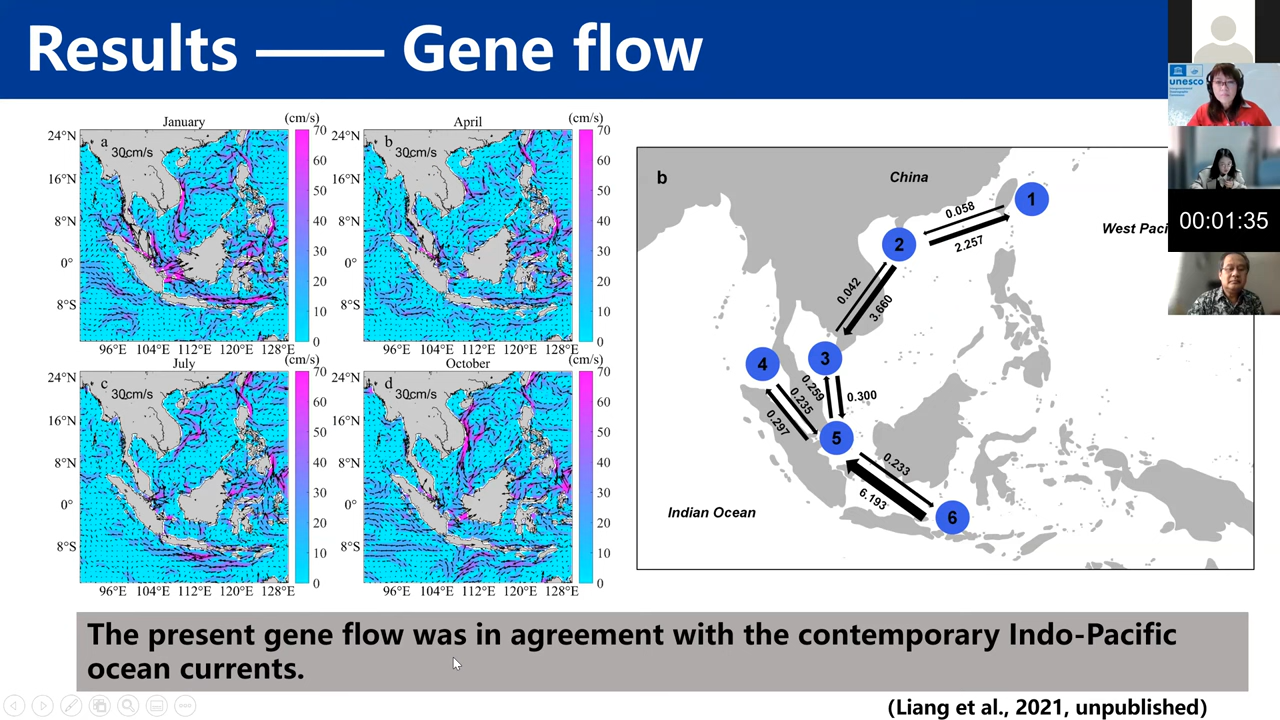 Results —— Gene flow
unesco
00:01:35
January
(cm/s)
a
30cm/s
24°N
16°N
8°N
0°
8°S
96°E 104°E 112°E 120°E 128°E
70
60
50
40
30
20
10
0
April
(cm/s)
b
30cm/s
24°N
16°N
8°N
0°
8°S
96°E 104°E 112°E 120°E 128°E
70
60
50
40
30
20
10
0
July
(cm/s)
c
30cm/s
24°N
16°N
8°N
0°
8°S
96°E 104°E 112°E 120°E 128°E
70
60
50
40
30
20
10
0
October
(cm/s)
d
30cm/s
24°N
16°N
8°N
0°
8°S
96°E 104°E 112°E 120°E 128°E
70
60
50
40
30
20
10
0
b
China
West Paci
Indian Ocean
1
0.058
2.257
2
0.042
3.660
3
4
0.259
0.300
0.235
0.297
5
0.233
6.193
6
The present gene flow was in agreement with the contemporary Indo-Pacific
ocean currents.
(Liang et al., 2021, unpublished)